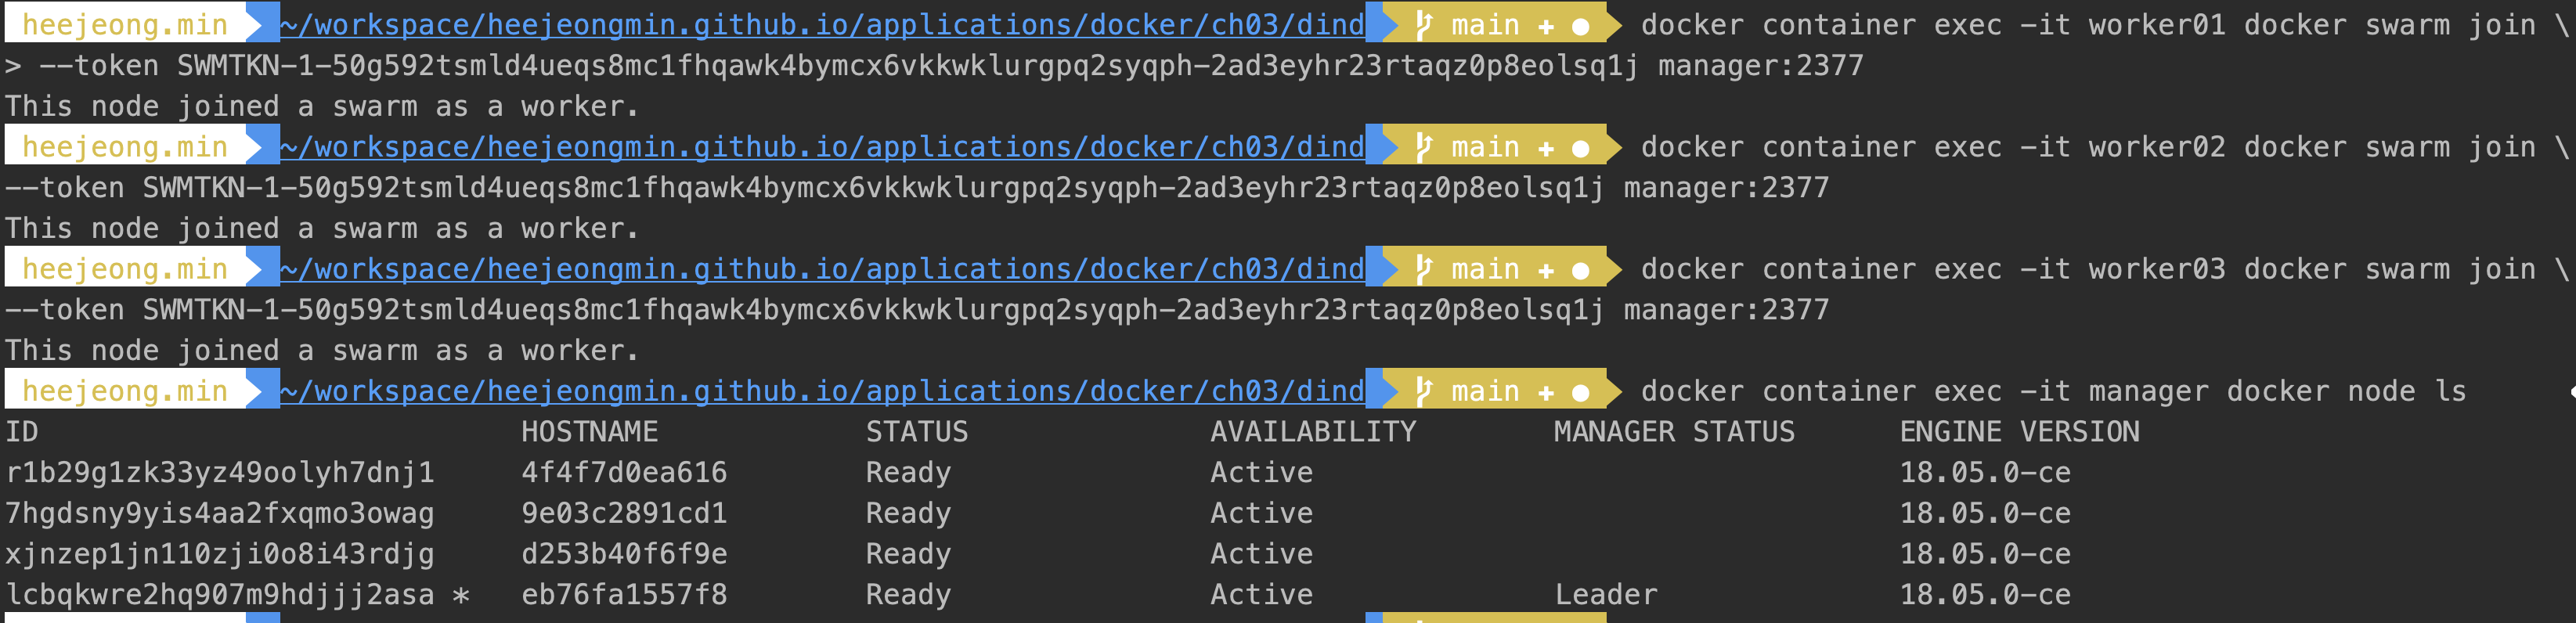 heejeong.min ~/workspace/heejeongmin.github.io/applications/docker/ch03/dind main + ● docker container exec -it worker01 docker swarm join \
> --token SWMTKN-1-50g592tsmld4ueqs8mc1fhqawk4bymcx6vkkwklurgpq2syqph-2ad3eyhr23rtaqz0p8eolsq1j manager:2377
This node joined a swarm as a worker.
heejeong.min ~/workspace/heejeongmin.github.io/applications/docker/ch03/dind main + ● docker container exec -it worker02 docker swarm join \
--token SWMTKN-1-50g592tsmld4ueqs8mc1fhqawk4bymcx6vkkwklurgpq2syqph-2ad3eyhr23rtaqz0p8eolsq1j manager:2377
This node joined a swarm as a worker.
heejeong.min ~/workspace/heejeongmin.github.io/applications/docker/ch03/dind main + ● docker container exec -it worker03 docker swarm join \
--token SWMTKN-1-50g592tsmld4ueqs8mc1fhqawk4bymcx6vkkwklurgpq2syqph-2ad3eyhr23rtaqz0p8eolsq1j manager:2377
This node joined a swarm as a worker.
heejeong.min ~/workspace/heejeongmin.github.io/applications/docker/ch03/dind main + ● docker container exec -it manager docker node ls
ID HOSTNAME STATUS AVAILABILITY MANAGER STATUS ENGINE VERSION
r1b29g1zk33yz49oolyh7dnj1 4f4f7d0ea616 Ready Active 18.05.0-ce
7hgdsny9yis4aa2fxqmo3owag 9e03c2891cd1 Ready Active 18.05.0-ce
xjnzep1jn110zji0o8i43rdjg d253b40f6f9e Ready Active 18.05.0-ce
lcbqkwre2hq907m9hdjjj2asa * eb76fa1557f8 Ready Active Leader 18.05.0-ce